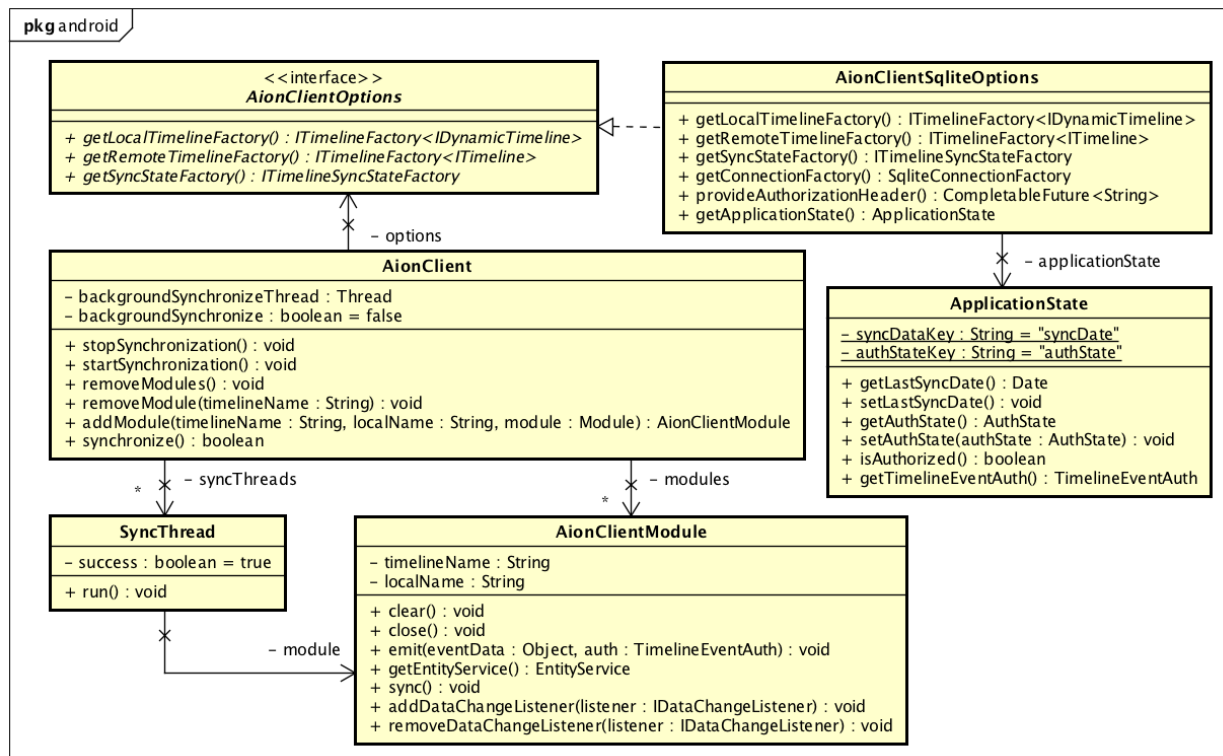 pkg android
<<interface>>
AionClientOptions
+ getLocalTimelineFactory() : ITimelineFactory<IDynamicTimeline>
+ getRemoteTimelineFactory() : ITimelineFactory<ITimeline>
+ getSyncStateFactory() : ITimelineSyncStateFactory
AionClientSqliteOptions
+ getLocalTimelineFactory() : ITimelineFactory<IDynamicTimeline>
+ getRemoteTimelineFactory() : ITimelineFactory<ITimeline>
+ getSyncStateFactory() : ITimelineSyncStateFactory
+ getConnectionFactory() : SqliteConnectionFactory
+ provideAuthorizationHeader() : CompletableFuture<String>
+ getApplicationState() : ApplicationState
– options
– applicationState
AionClient
– backgroundSynchronizeThread : Thread
– backgroundSynchronize : boolean = false
+ stopSynchronization() : void
+ startSynchronization() : void
+ removeModules() : void
+ removeModule(timelineName : String) : void
+ addModule(timelineName : String, localName : String, module : Module) : AionClientModule
+ synchronize() : boolean
ApplicationState
– syncDataKey : String = "syncDate"
– authStateKey : String = "authState"
+ getLastSyncDate() : Date
+ setLastSyncDate() : void
+ getAuthState() : AuthState
+ setAuthState(authState : AuthState) : void
+ isAuthorized() : boolean
+ getTimelineEventAuth() : TimelineEventAuth
– syncThreads
*
– modules
*
SyncThread
– success : boolean = true
+ run() : void
– module
AionClientModule
– timelineName : String
– localName : String
+ clear() : void
+ close() : void
+ emit(eventData : Object, auth : TimelineEventAuth) : void
+ getEntityService() : EntityService
+ sync() : void
+ addDataChangeListener(listener : IDataChangeListener) : void
+ removeDataChangeListener(listener : IDataChangeListener) : void